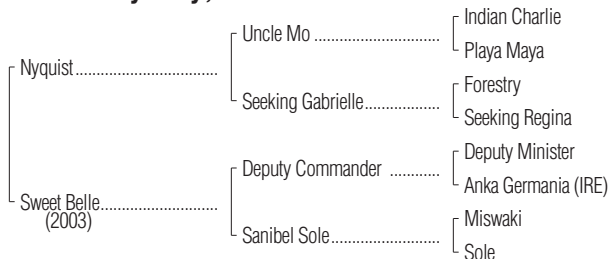 Indian Charlie
Uncle Mo ..................
Playa Maya
Nyquist ..............................
Forestry
Seeking Gabrielle ..................
Seeking Regina
Deputy Minister
Deputy Commander ............
Anka Germania (IRE)
Sweet Belle .........................
(2003)
Miswaki
Sanibel Sole ........................
Sole